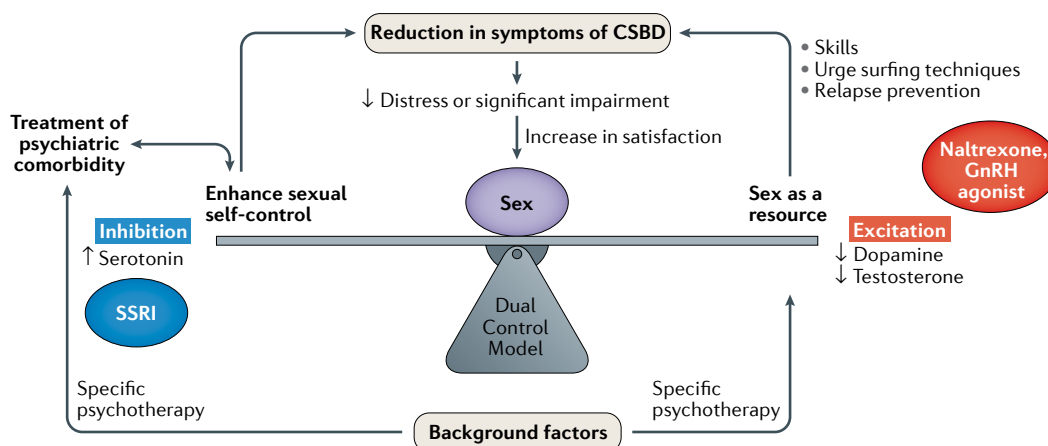 Reduction in symptoms of CSBD
• Skills
• Urge surfing techniques
• Relapse prevention
↓ Distress or significant impairment
Treatment of
psychiatric
comorbidity
Increase in satisfaction
Naltrexone,
GnRH
agonist
Enhance sexual
self-control
Sex
Sex as a
resource
Inhibition
↑ Serotonin
Excitation
↓ Dopamine
↓ Testosterone
SSRI
Dual
Control
Model
Specific
psychotherapy
Specific
psychotherapy
Background factors